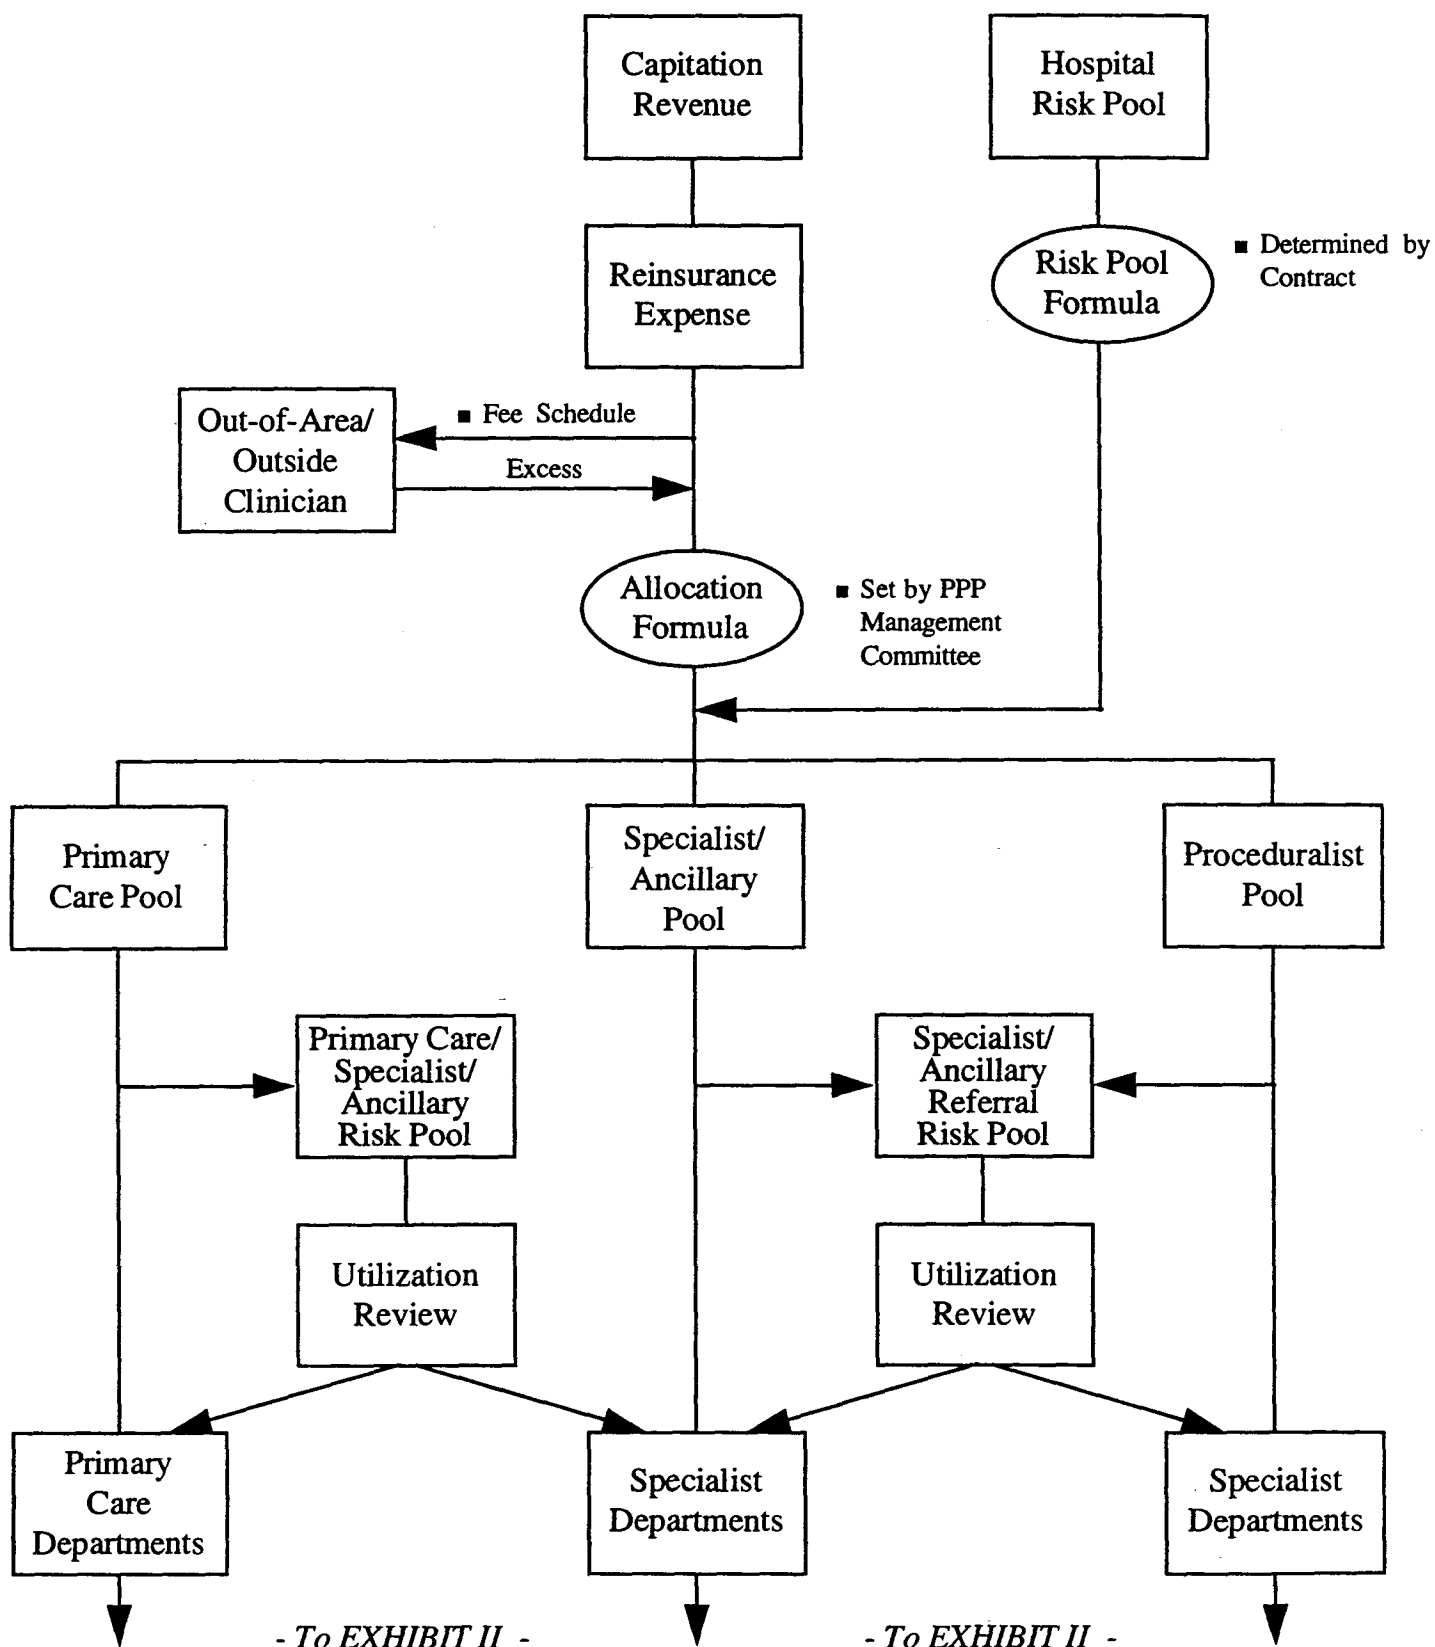 Capitation
Revenue
Hospital
Risk Pool
Reinsurance
Expense
Risk Pool
Formula
■ Determined by
Contract
Out-of-Area/
Outside
Clinician
■ Fee Schedule
Excess
Allocation
Formula
■ Set by PPP
Management
Committee
Primary
Care Pool
Specialist/
Ancillary
Pool
Proceduralist
Pool
Primary Care/
Specialist/
Ancillary
Risk Pool
Specialist/
Ancillary
Referral
Risk Pool
Utilization
Review
Utilization
Review
Primary
Care
Departments
Specialist
Departments
Specialist
Departments
- To EXHIBIT II -
- To EXHIBIT II -